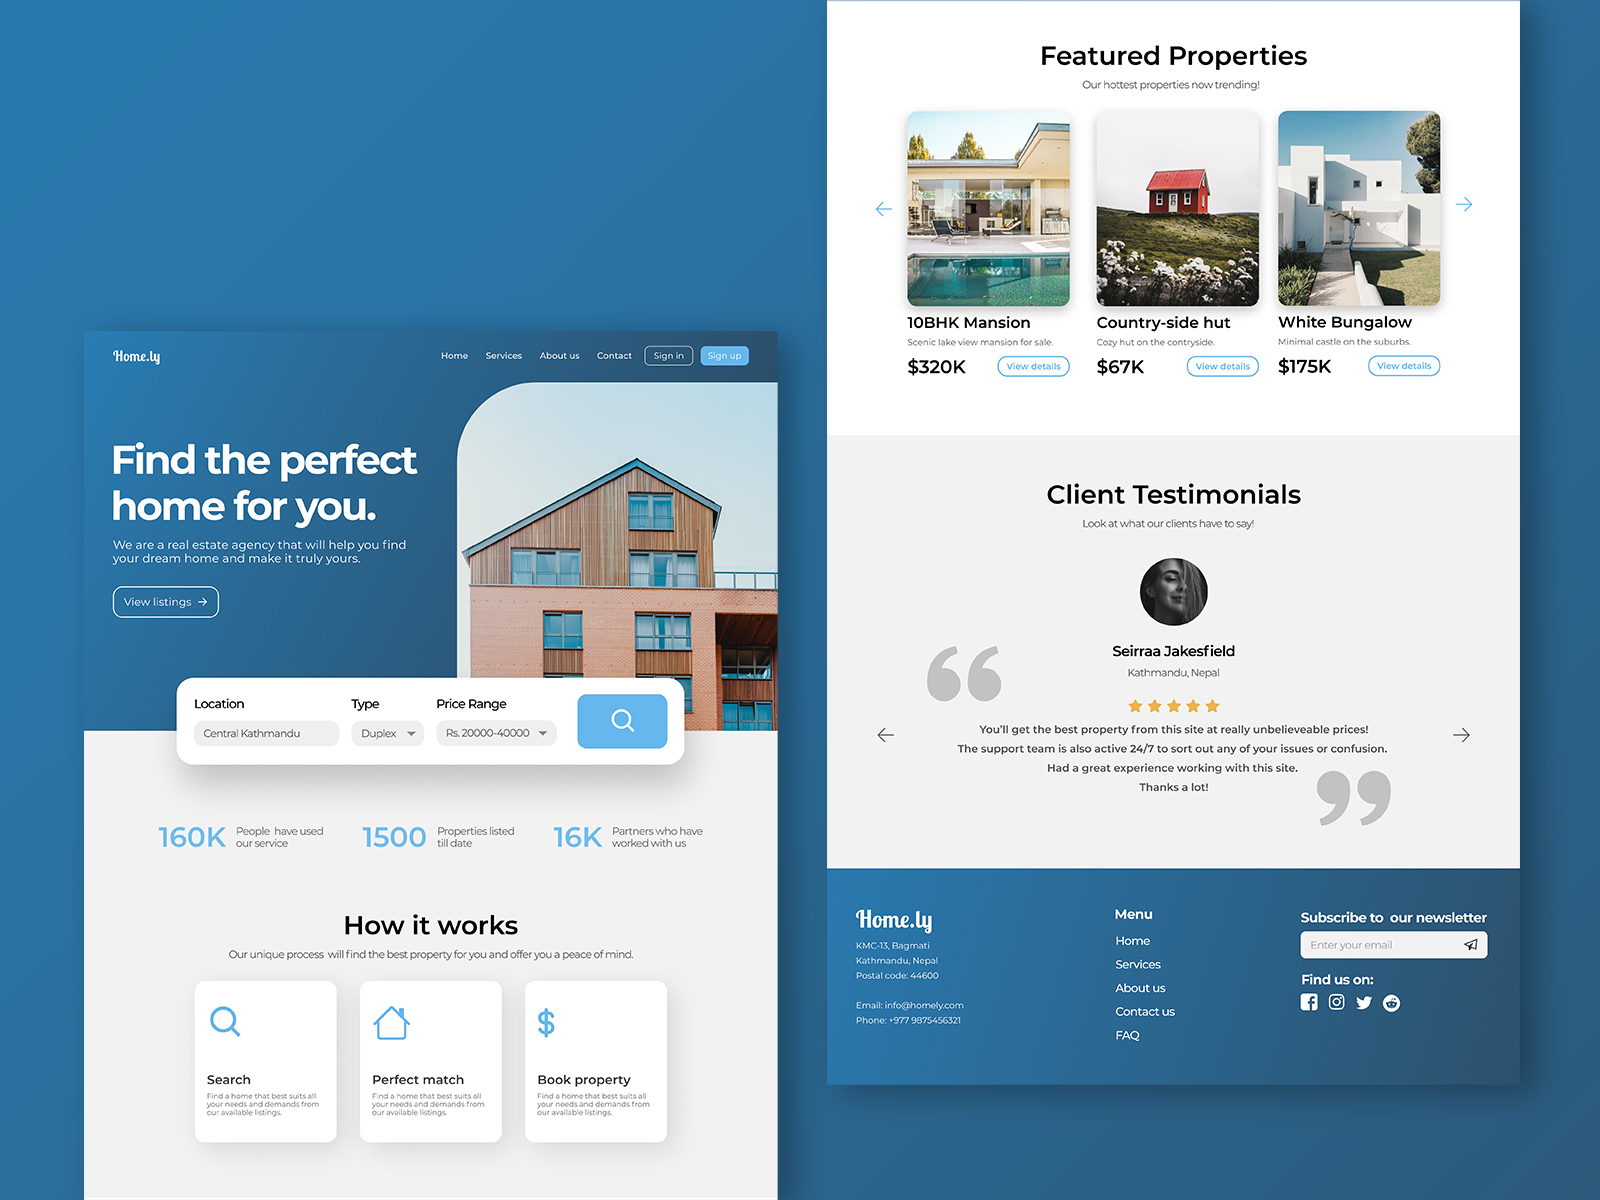 Home.ly
Home Services About us Contact Sign in Sign up
Find the perfect
home for you.
We are a real estate agency that will help you find
your dream home and make it truly yours.
View listings
Location Type Price Range
Central Kathmandu Duplex Rs. 20000-40000
160K People have used
our service
1500 Properties listed
till date
16K Partners who have
worked with us
How it works
Our unique process will find the best property for you and offer you a peace of mind.
Search
Find a home that best suits all
your needs and demands from
our available listings.
Perfect match
Find a home that best suits all
your needs and demands from
our available listings.
$
Book property
Find a home that best suits all
your needs and demands from
our available listings.
Featured Properties
Our hottest properties now trending!
10BHK Mansion
Scenic lake view mansion for sale.
$320K View details
Country-side hut
Cozy hut on the contryside.
$67K View details
White Bungalow
Minimal castle on the suburbs.
$175K View details
Client Testimonials
Look at what our clients have to say!
Seirraa Jakesfield
Kathmandu, Nepal
“
You'll get the best property from this site at really unbelieveable prices!
The support team is also active 24/7 to sort out any of your issues or confusion.
Had a great experience working with this site.
Thanks a lot!
”
Home.ly
KMC-13, Bagmati
Kathmandu, Nepal
Postal code: 44600
Email: info@homely.com
Phone: +977 9875456321
Menu
Home
Services
About us
Contact us
FAQ
Subscribe to our newsletter
Enter your email
Find us on: